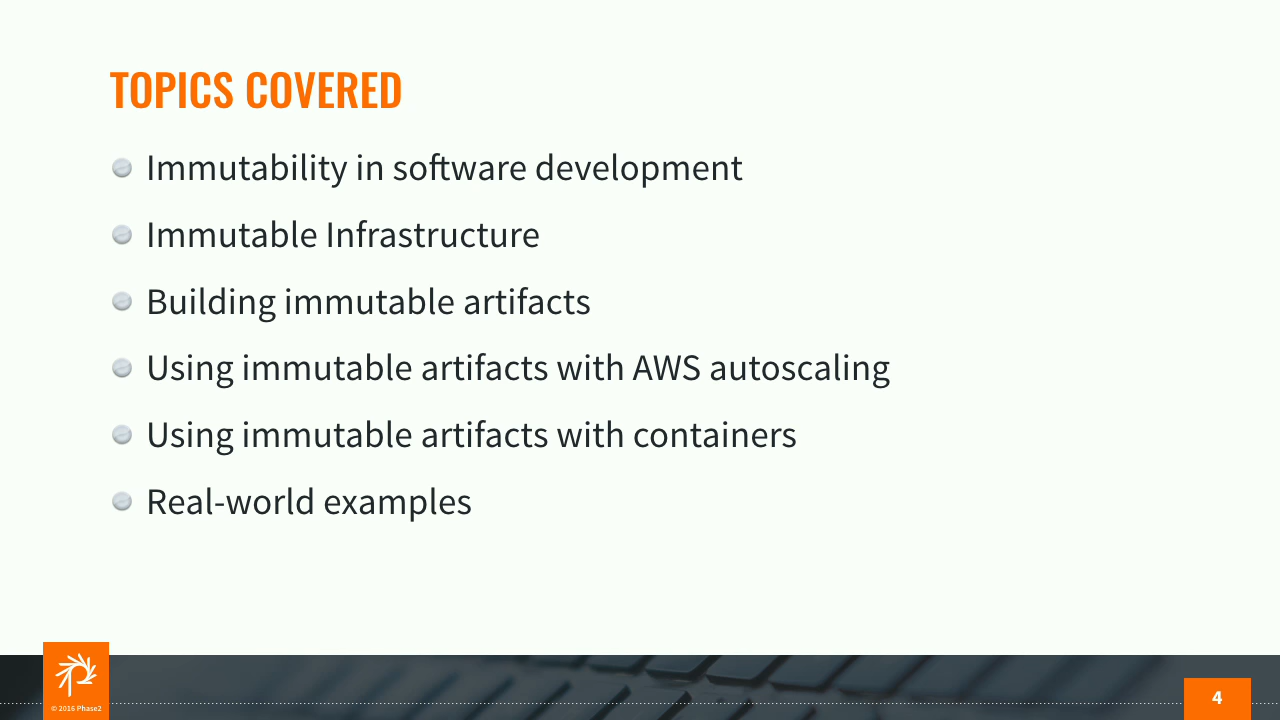 TOPICS COVERED
Immutability in software development
Immutable Infrastructure
Building immutable artifacts
Using immutable artifacts with AWS autoscaling
Using immutable artifacts with containers
Real-world examples
© 2016 Phase2
4